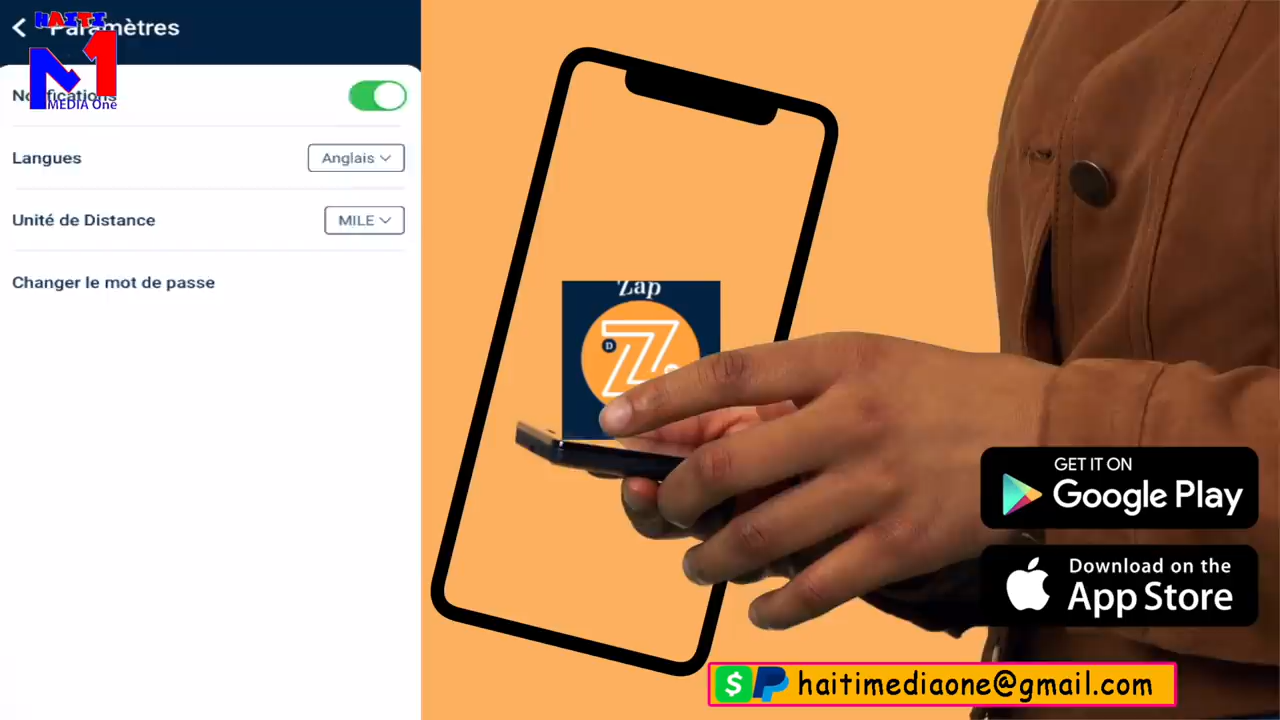 HAITI
Paramètres
M1
MEDIA One
Notifications
Langues
Anglais
Unité de Distance
MILE
Changer le mot de passe
Zap
D
Z
GET IT ON
Google Play
Download on the
App Store
$ haitimediaone@gmail.com